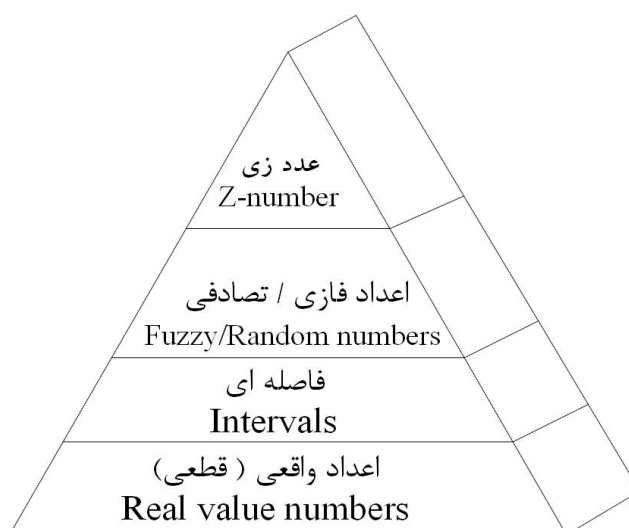 عدد زی
Z-number
اعداد فازی / تصادفی
Fuzzy/Random numbers
فاصله ای
Intervals
اعداد واقعی ( قطعی)
Real value numbers